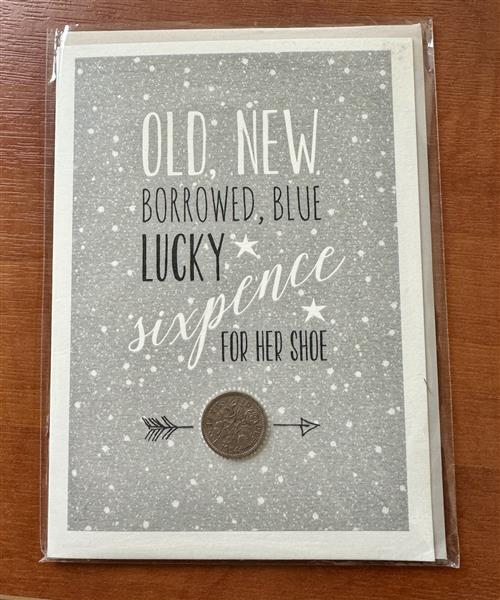 OLD, NEW
BORROWED, BLUE
LUCKY
sixpence
FOR HER SHOE